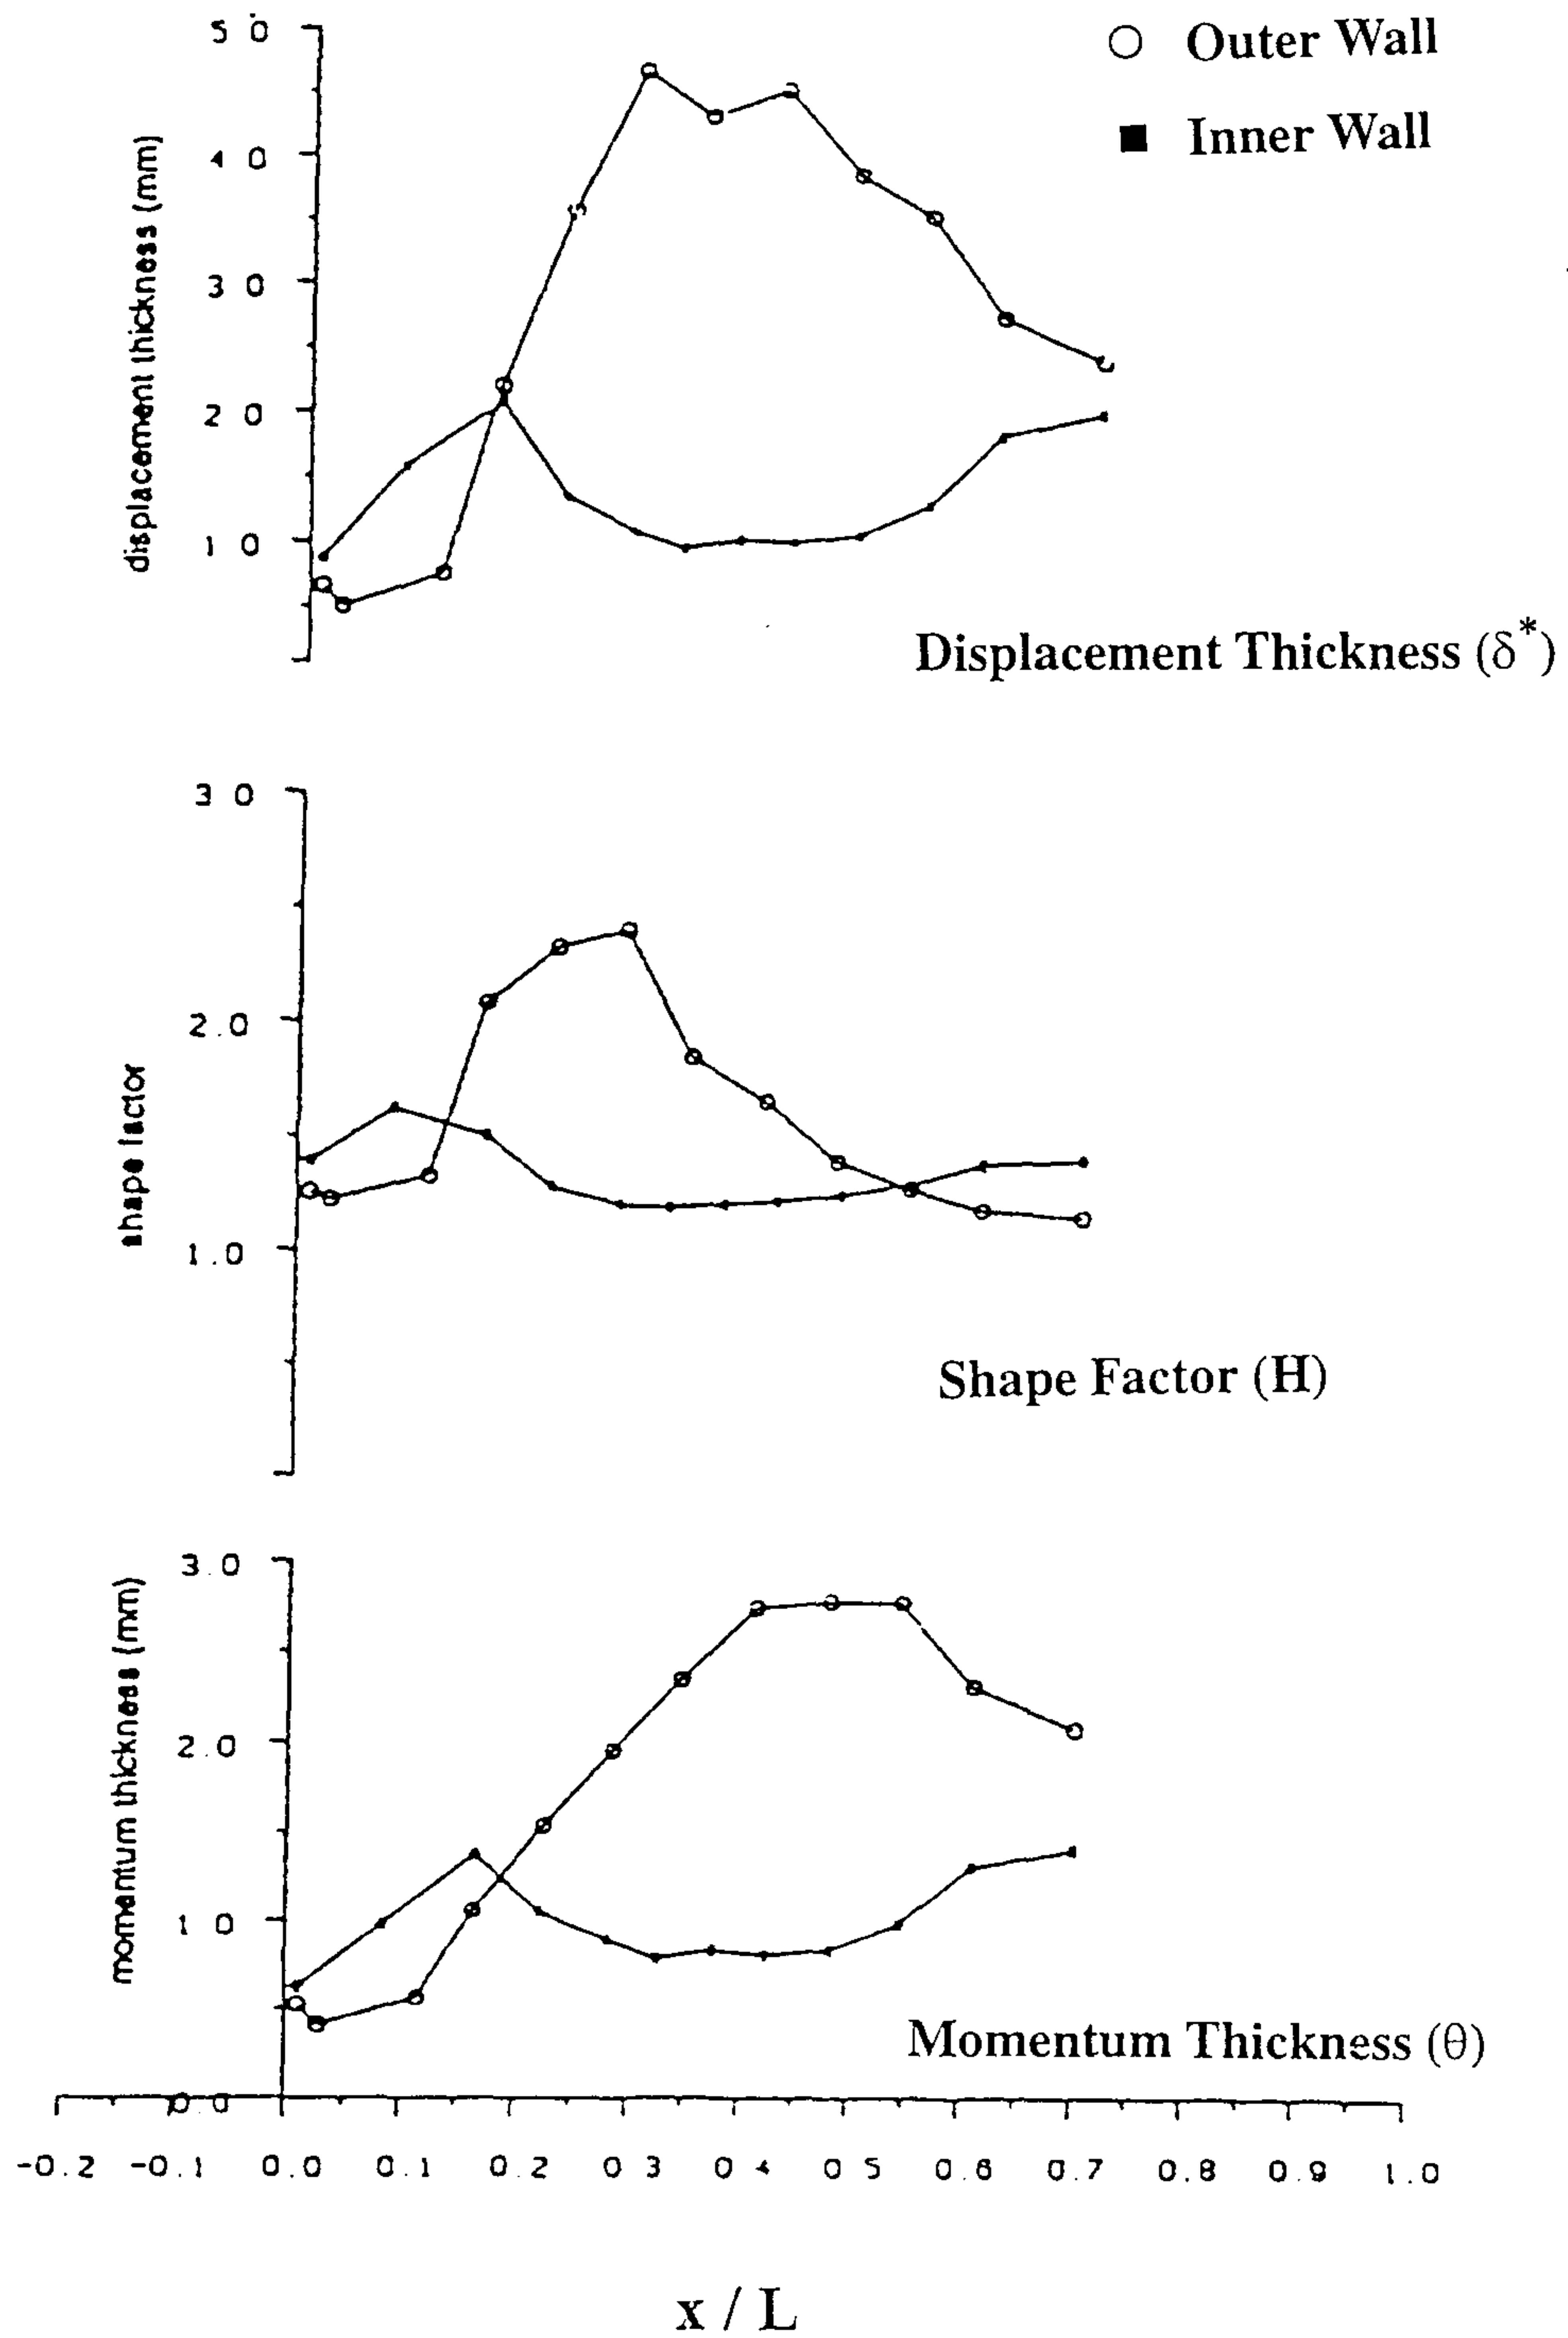 5 0
Outer Wall
Inner Wall
4 0
3 0
2 0
1 0
displacement thickness (mm)
Displacement Thickness (δ*)
3 0
2.0
1.0
shape factor
Shape Factor (H)
3.0
2.0
1 0
0 0
momentum thickness (mm)
Momentum Thickness (θ)
-0.2 -0.1 0.0 0.1 0.2 0 3 0 4 0 5 0.6 0.7 0.8 0.9 1.0
x / L